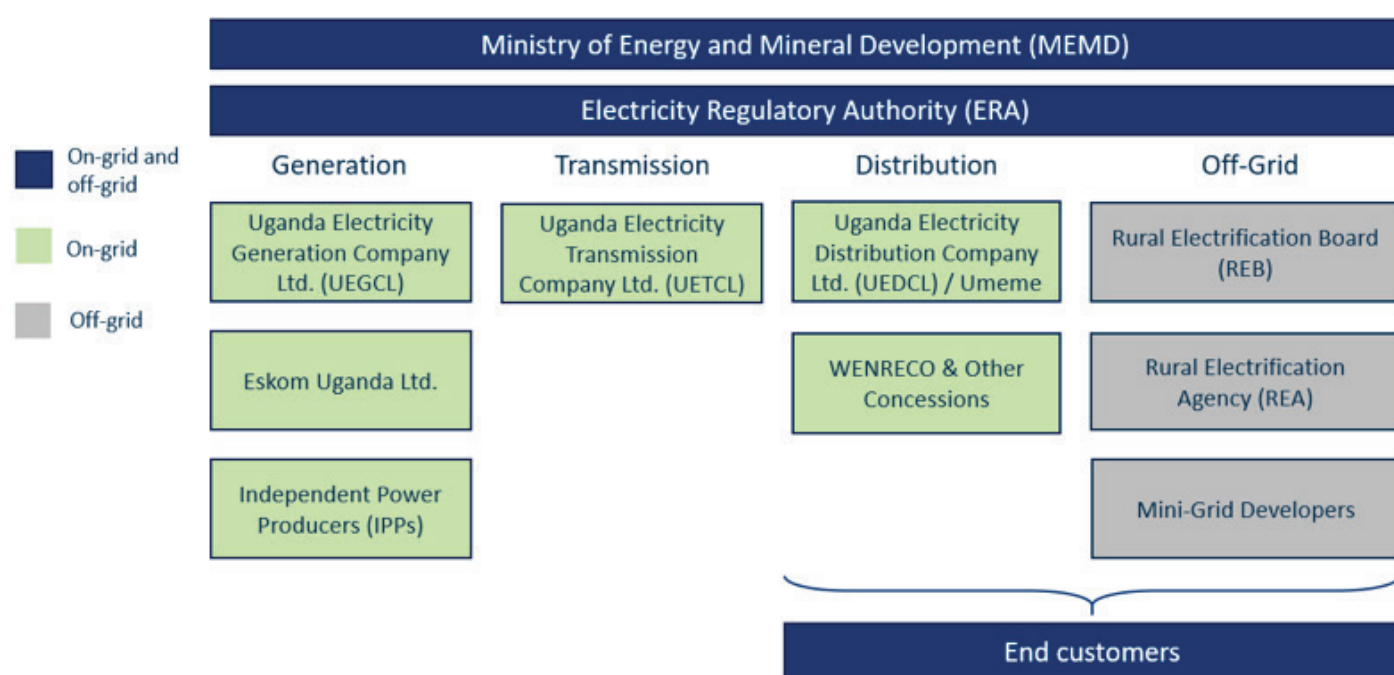 Ministry of Energy and Mineral Development (MEMD)
Electricity Regulatory Authority (ERA)
On-grid and
off-grid
On-grid
Off-grid
Generation
Uganda Electricity
Generation Company
Ltd. (UEGCL)
Eskom Uganda Ltd.
Independent Power
Producers (IPPs)
Transmission
Uganda Electricity
Transmission
Company Ltd. (UETCL)
Distribution
Uganda Electricity
Distribution Company
Ltd. (UEDCL) / Umeme
WENRECO & Other
Concessions
Off-Grid
Rural Electrification Board
(REB)
Rural Electrification
Agency (REA)
Mini-Grid Developers
End customers